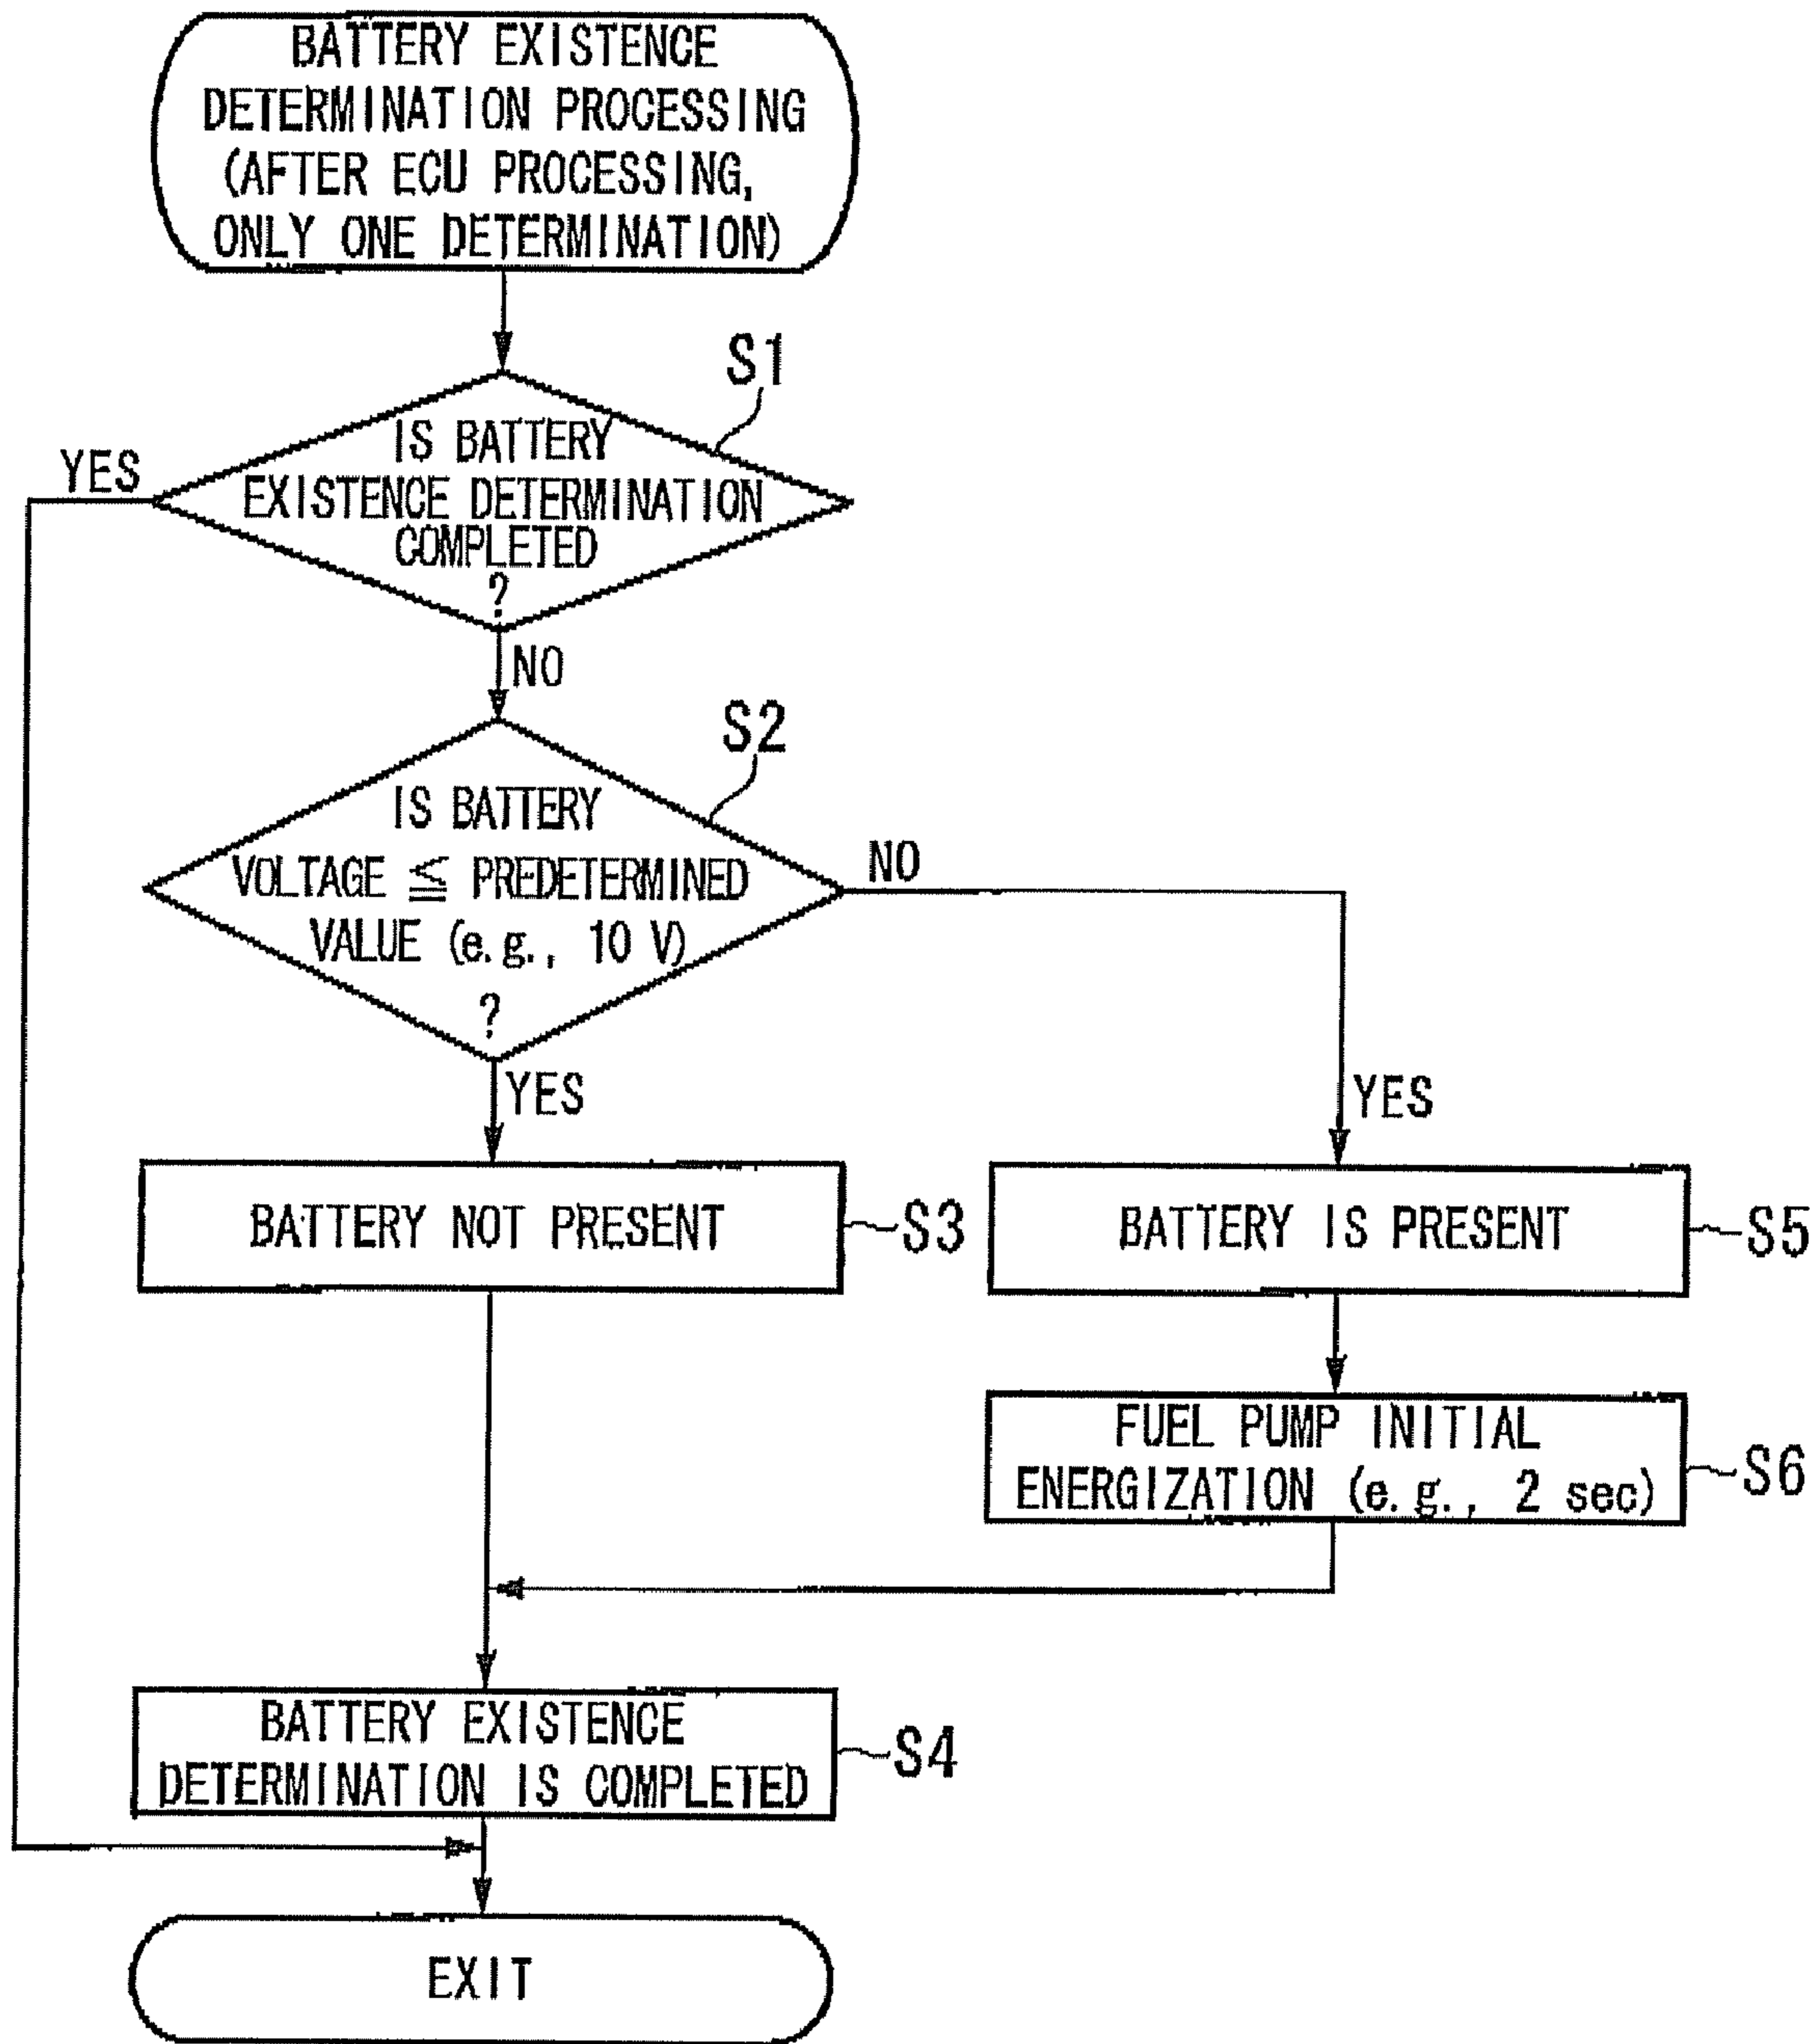 BATTERY EXISTENCE
DETERMINATION PROCESSING
(AFTER ECU PROCESSING,
ONLY ONE DETERMINATION)
S1
IS BATTERY
EXISTENCE DETERMINATION
COMPLETED
?
YES
NO
S2
IS BATTERY
VOLTAGE ≦ PREDETERMINED
VALUE (e.g., 10 V)
?
NO
YES
YES
BATTERY NOT PRESENT
S3
BATTERY IS PRESENT
S5
FUEL PUMP INITIAL
ENERGIZATION (e.g., 2 sec)
S6
BATTERY EXISTENCE
DETERMINATION IS COMPLETED
S4
EXIT